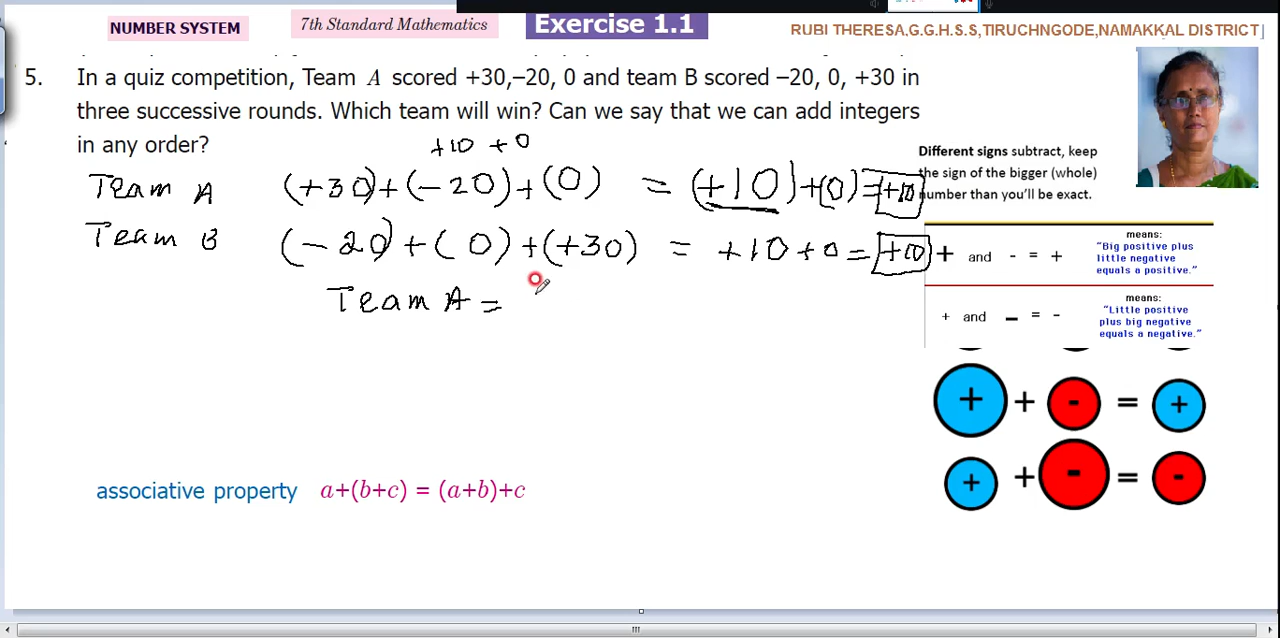 NUMBER SYSTEM
7th Standard Mathematics
Exercise 1.1
RUBI THERESA,G.G.H.S.S,TIRUCHNGODE,NAMAKKAL DISTRICT
5. In a quiz competition, Team A scored +30,–20, 0 and team B scored –20, 0, +30 in
three successive rounds. Which team will win? Can we say that we can add integers
in any order?
+10 + 0
Team A (+30)+(-20)+(0) = (+10)+(0)=+10
Team B (-20)+(0)+(+30) = +10+0=+10
Team A =
Different signs subtract, keep
the sign of the bigger (whole)
number than you'll be exact.
+ and - = +
means:
"Big positive plus
little negative
equals a positive."
+ and - = -
means:
"Little positive
plus big negative
equals a negative."
+ + - = +
+ + - = -
associative property a+(b+c) = (a+b)+c